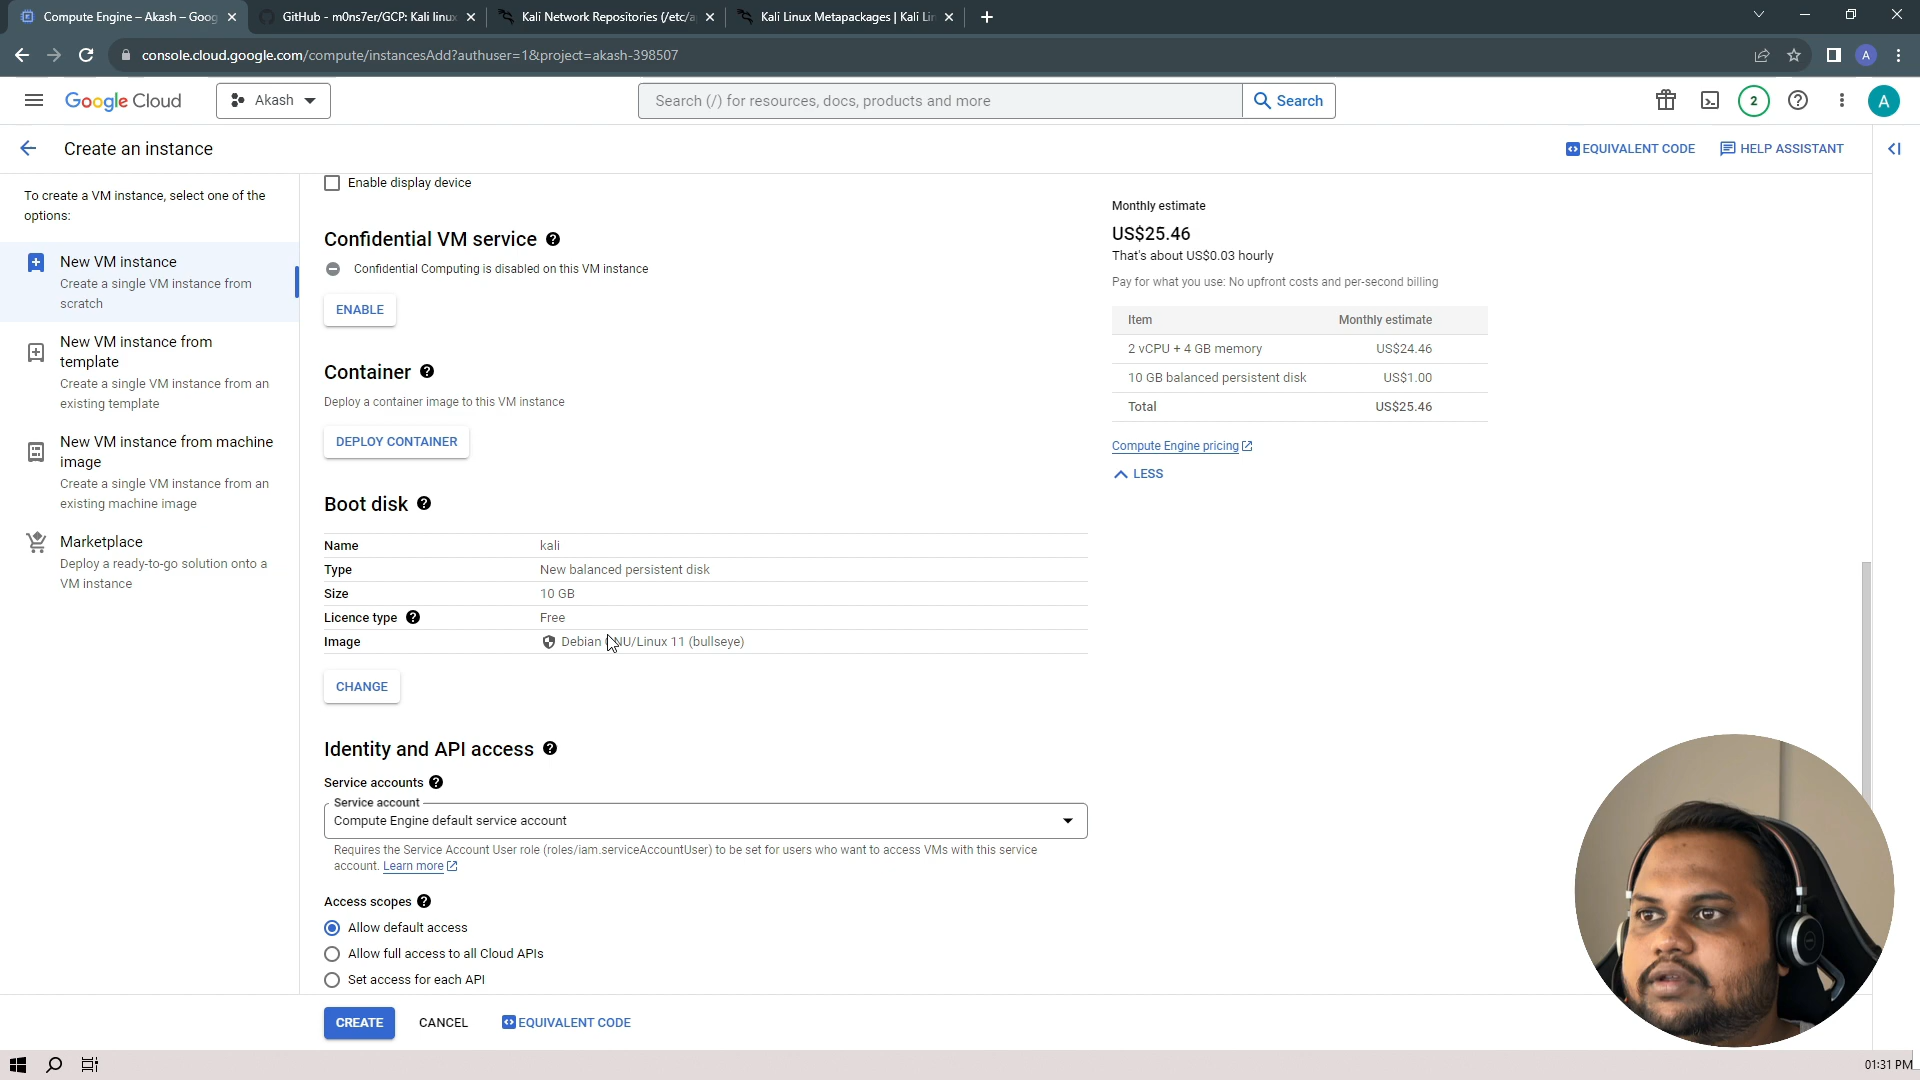 Compute Engine – Akash – Goog
GitHub - m0ns7er/GCP: Kali linux
Kali Network Repositories (/etc/a
Kali Linux Metapackages | Kali Lin
console.cloud.google.com/compute/instancesAdd?authuser=1&project=akash-398507
A
Google Cloud
Akash
Search (/) for resources, docs, products and more
Search
2
A
Create an instance
EQUIVALENT CODE
HELP ASSISTANT
To create a VM instance, select one of the
options:
New VM instance
Create a single VM instance from
scratch
New VM instance from
template
Create a single VM instance from an
existing template
New VM instance from machine
image
Create a single VM instance from an
existing machine image
Marketplace
Deploy a ready-to-go solution onto a
VM instance
Enable display device
Confidential VM service
Confidential Computing is disabled on this VM instance
ENABLE
Container
Deploy a container image to this VM instance
DEPLOY CONTAINER
Boot disk
Name kali
Type New balanced persistent disk
Size 10 GB
Licence type Free
Image Debian GNU/Linux 11 (bullseye)
CHANGE
Identity and API access
Service accounts
Service account
Compute Engine default service account
Requires the Service Account User role (roles/iam.serviceAccountUser) to be set for users who want to access VMs with this service
account. Learn more
Access scopes
Allow default access
Allow full access to all Cloud APIs
Set access for each API
CREATE
CANCEL
EQUIVALENT CODE
Monthly estimate
US$25.46
That's about US$0.03 hourly
Pay for what you use: No upfront costs and per-second billing
Item Monthly estimate
2 vCPU + 4 GB memory US$24.46
10 GB balanced persistent disk US$1.00
Total US$25.46
Compute Engine pricing
LESS
01:31 PM